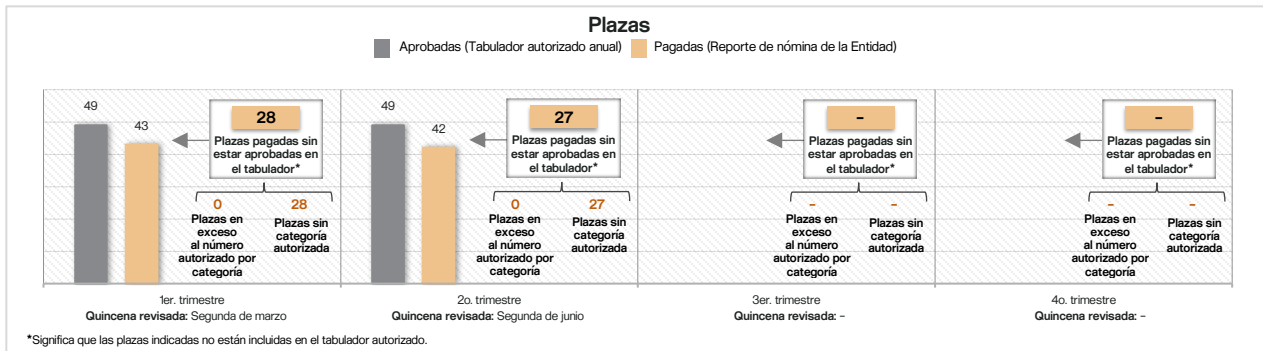 Plazas
Aprobadas (Tabulador autorizado anual)
Pagadas (Reporte de nómina de la Entidad)
49
43
28
Plazas pagadas sin
estar aprobadas en
el tabulador*
0
28
Plazas en
exceso
al número
autorizado por
categoría
Plazas sin
categoría
autorizada
1er. trimestre
Quincena revisada: Segunda de marzo
49
42
27
Plazas pagadas sin
estar aprobadas en
el tabulador*
0
27
Plazas en
exceso
al número
autorizado por
categoría
Plazas sin
categoría
autorizada
2o. trimestre
Quincena revisada: Segunda de junio
–
Plazas pagadas sin
estar aprobadas en
el tabulador*
–
–
Plazas en
exceso
al número
autorizado por
categoría
Plazas sin
categoría
autorizada
3er. trimestre
Quincena revisada: –
–
Plazas pagadas sin
estar aprobadas en
el tabulador*
–
–
Plazas en
exceso
al número
autorizado por
categoría
Plazas sin
categoría
autorizada
4o. trimestre
Quincena revisada: –
*Significa que las plazas indicadas no están incluidas en el tabulador autorizado.